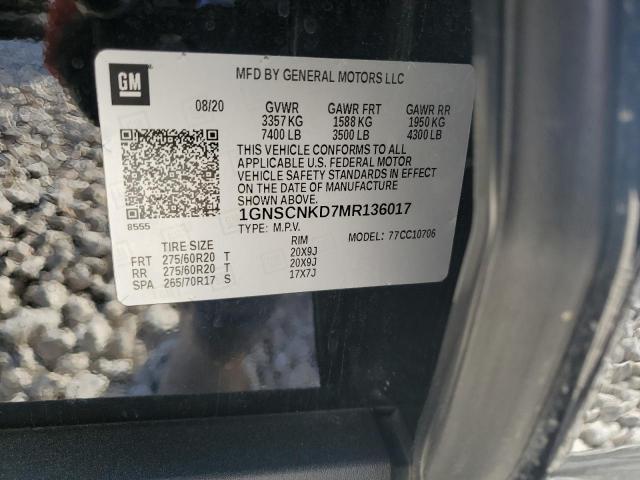 GM
MFD BY GENERAL MOTORS LLC
08/20 GVWR GAWR FRT GAWR RR
3357 KG 1588 KG 1950 KG
7400 LB 3500 LB 4300 LB
THIS VEHICLE CONFORMS TO ALL
APPLICABLE U.S. FEDERAL MOTOR
VEHICLE SAFETY STANDARDS IN EFFECT
ON THE DATE OF MANUFACTURE
SHOWN ABOVE.
8555
1GNSCNKD7MR136017
TYPE: M.P.V. MODEL: 77CC10706
TIRE SIZE RIM
FRT 275/60R20 T 20X9J
RR 275/60R20 T 20X9J
SPA 265/70R17 S 17X7J